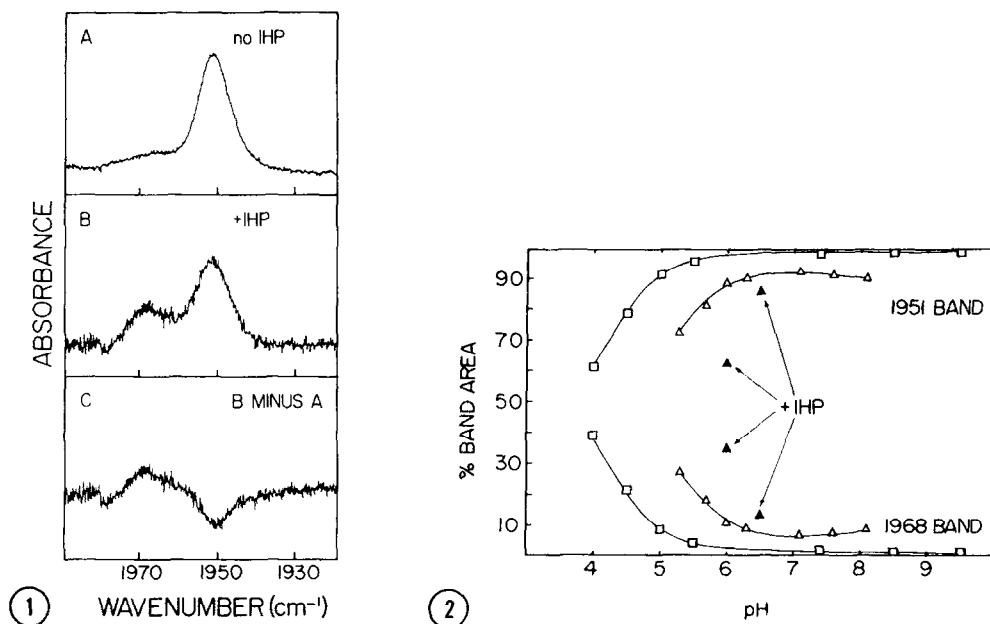 A
no IHP
B
+IHP
C
B MINUS A
ABSORBANCE
1970
1950
1930
WAVENUMBER (cm⁻¹)
1
90
70
50
30
10
% BAND AREA
1951 BAND
+ IHP
1968 BAND
4
5
6
7
8
9
pH
2